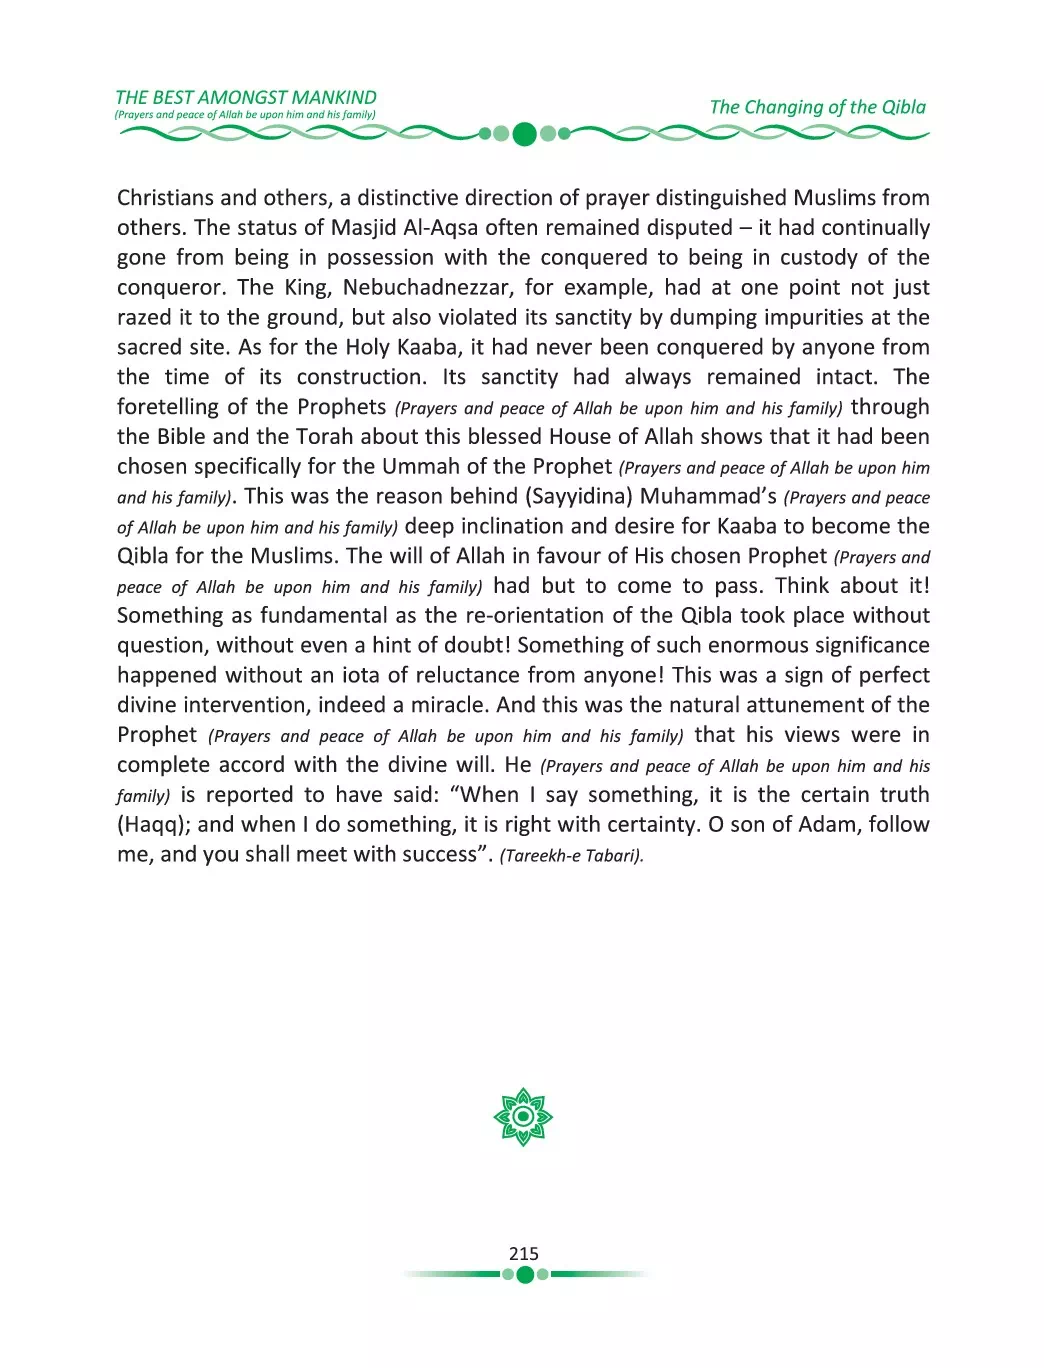 THE BEST AMONGST MANKIND
(Prayers and peace of Allah be upon him and his family)
The Changing of the Qibla
Christians and others, a distinctive direction of prayer distinguished Muslims from
others. The status of Masjid Al-Aqsa often remained disputed – it had continually
gone from being in possession with the conquered to being in custody of the
conqueror. The King, Nebuchadnezzar, for example, had at one point not just
razed it to the ground, but also violated its sanctity by dumping impurities at the
sacred site. As for the Holy Kaaba, it had never been conquered by anyone from
the time of its construction. Its sanctity had always remained intact. The
foretelling of the Prophets (Prayers and peace of Allah be upon him and his family) through
the Bible and the Torah about this blessed House of Allah shows that it had been
chosen specifically for the Ummah of the Prophet (Prayers and peace of Allah be upon him
and his family). This was the reason behind (Sayyidina) Muhammad’s (Prayers and peace
of Allah be upon him and his family) deep inclination and desire for Kaaba to become the
Qibla for the Muslims. The will of Allah in favour of His chosen Prophet (Prayers and
peace of Allah be upon him and his family) had but to come to pass. Think about it!
Something as fundamental as the re-orientation of the Qibla took place without
question, without even a hint of doubt! Something of such enormous significance
happened without an iota of reluctance from anyone! This was a sign of perfect
divine intervention, indeed a miracle. And this was the natural attunement of the
Prophet (Prayers and peace of Allah be upon him and his family) that his views were in
complete accord with the divine will. He (Prayers and peace of Allah be upon him and his
family) is reported to have said: “When I say something, it is the certain truth
(Haqq); and when I do something, it is right with certainty. O son of Adam, follow
me, and you shall meet with success”. (Tareekh-e Tabari).
215